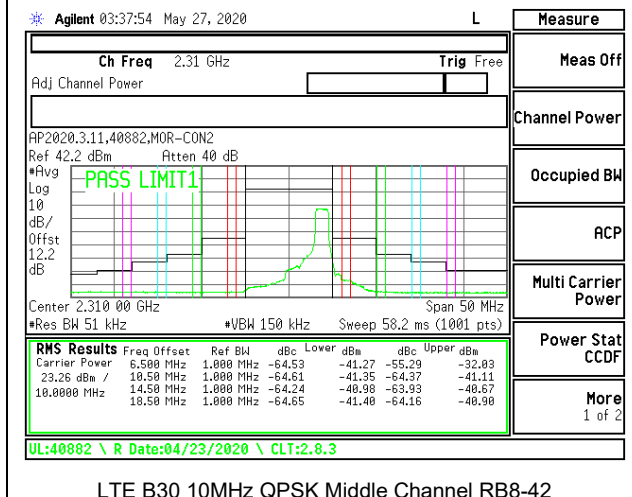 Agilent 03:37:54 May 27, 2020 L
Measure
Ch Freq 2.31 GHz Trig Free
Meas Off
Adj Channel Power
Channel Power
AP2020.3.11,40882,MOR-CON2
Ref 42.2 dBm Atten 40 dB
#Avg
Log
10
dB/
Offst
12.2
dB
PASS LIMIT1
Occupied BW
ACP
Multi Carrier
Power
Center 2.310 00 GHz Span 50 MHz
#Res BW 51 kHz #VBW 150 kHz Sweep 58.2 ms (1001 pts)
Power Stat
CCDF
RMS Results Freq Offset Ref BW dBc Lower dBm dBc Upper dBm
Carrier Power 6.500 MHz 1.000 MHz -64.53 -41.27 -55.29 -32.03
23.26 dBm / 10.50 MHz 1.000 MHz -64.61 -41.35 -64.37 -41.11
10.0000 MHz 14.50 MHz 1.000 MHz -64.24 -40.98 -63.93 -40.67
18.50 MHz 1.000 MHz -64.65 -41.40 -64.16 -40.90
More
1 of 2
UL:40882 \ R Date:04/23/2020 \ CLT:2.8.3
LTE B30 10MHz QPSK Middle Channel RB8-42